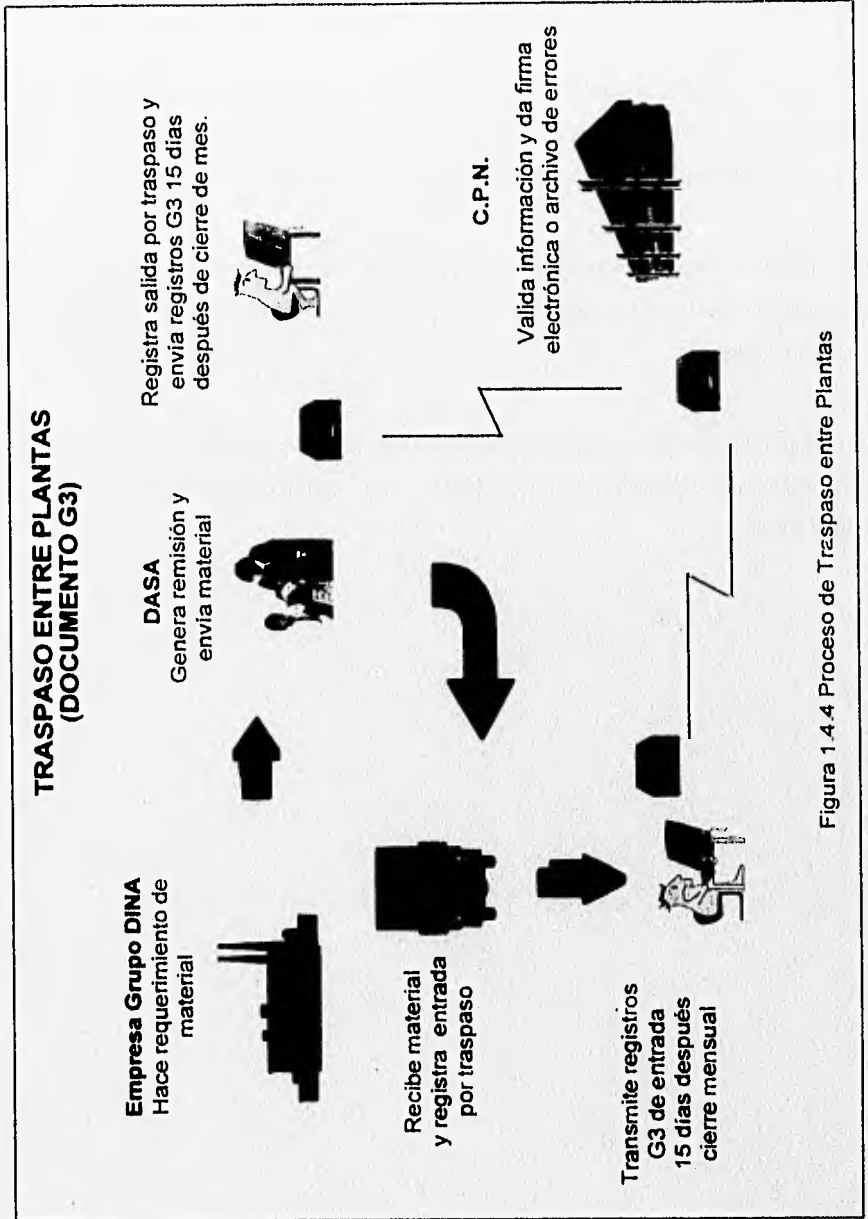 TRASPASO ENTRE PLANTAS
(DOCUMENTO G3)
Empresa Grupo DINA
Hace requerimiento de
material
DASA
Genera remisión y
envía material
Registra salida por traspaso y
envía registros G3 15 días
después de cierre de mes.
Recibe material
y registra entrada
por traspaso
C.P.N.
Valida información y da firma
electrónica o archivo de errores
Transmite registros
G3 de entrada
15 días después
cierre mensual
Figura 1.4.4 Proceso de Traspaso entre Plantas